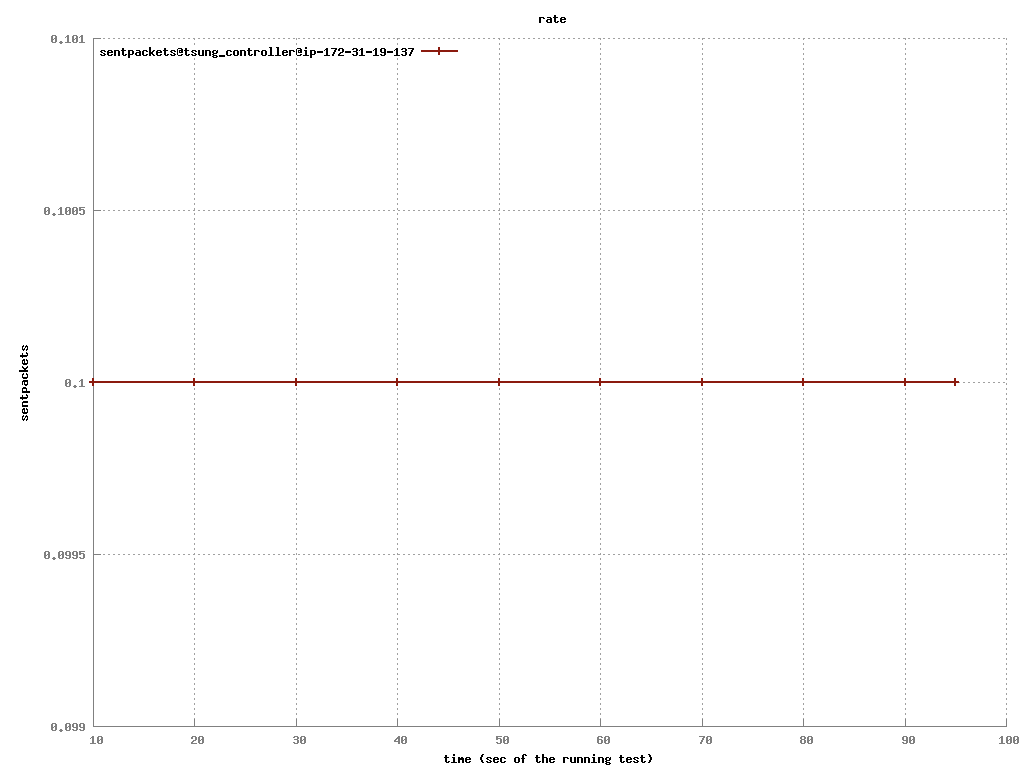 rate
0.101
sentpackets@tsung_controller@ip-172-31-19-137
0.1005
sentpackets
0.1
0.0995
0.099
10 20 30 40 50 60 70 80 90 100
time (sec of the running test)